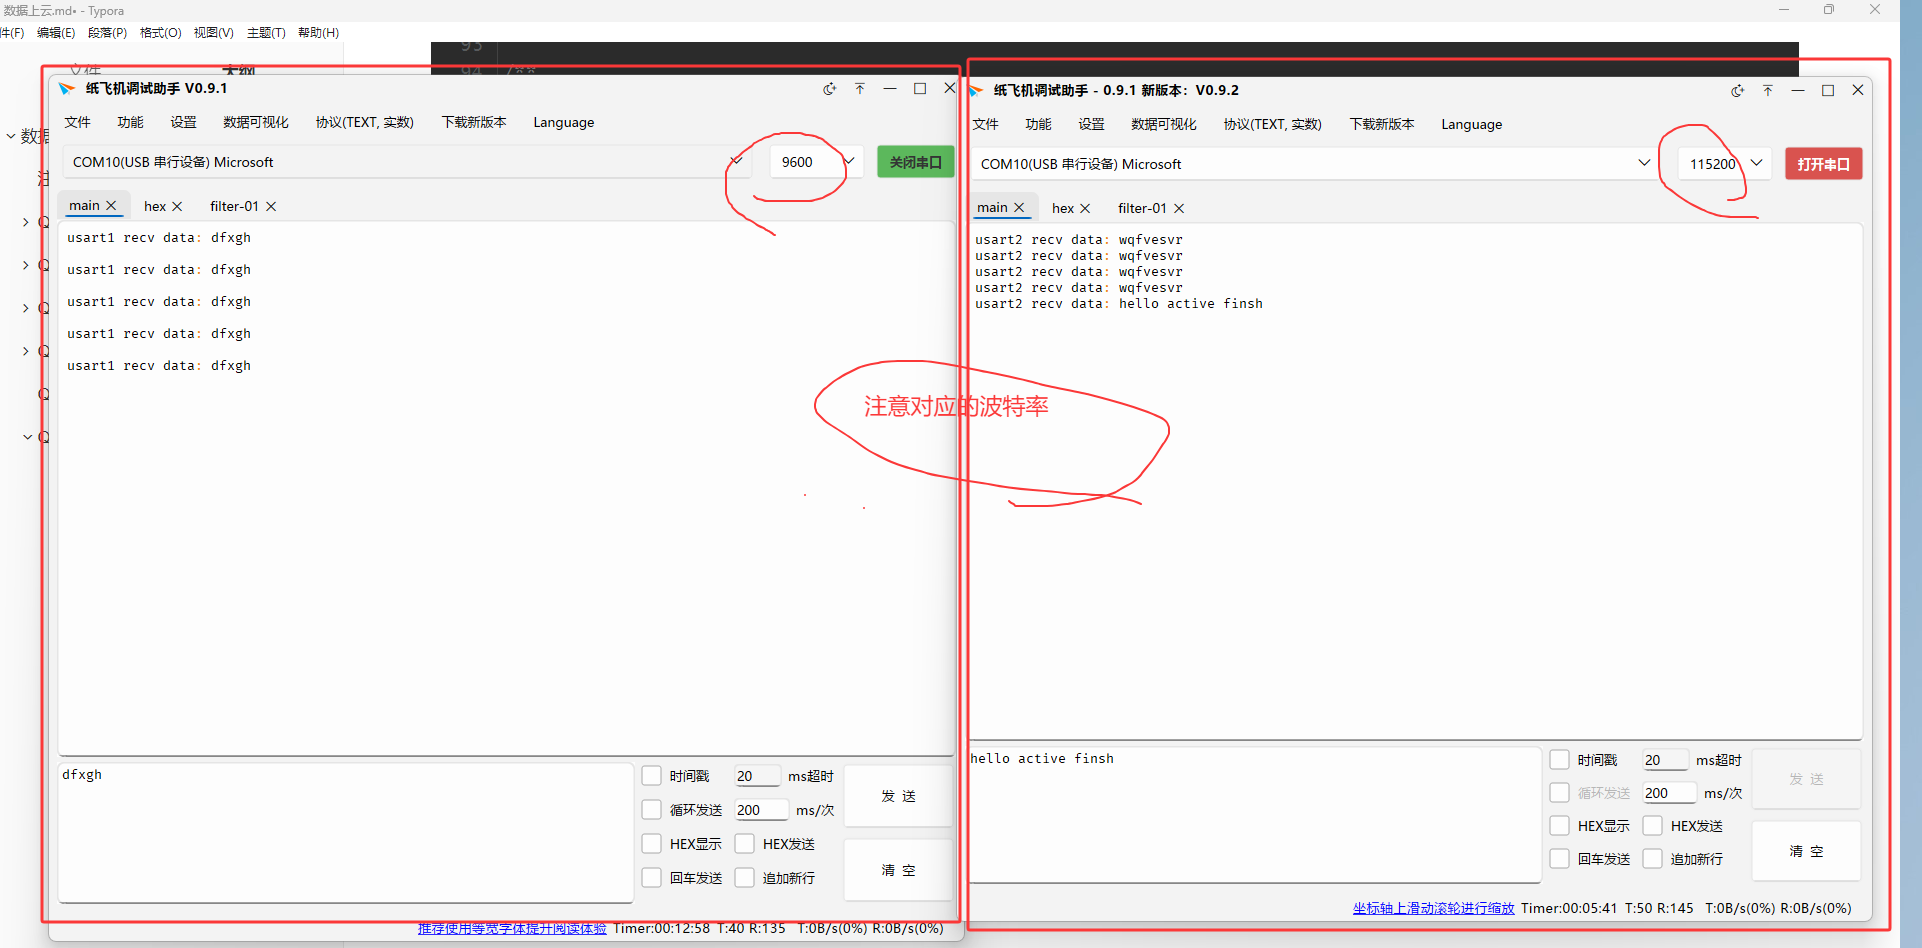 数据上云.md• - Typora
件(F) 编辑(E) 段落(P) 格式(O) 视图(V) 主题(T) 帮助(H)
文件 大纲
93
94 /**
数据
注
纸飞机调试助手 V0.9.1
文件 功能 设置 数据可视化 协议(TEXT, 实数) 下载新版本 Language
COM10(USB 串行设备) Microsoft 9600 关闭串口
main hex filter-01
usart1 recv data: dfxgh
usart1 recv data: dfxgh
usart1 recv data: dfxgh
usart1 recv data: dfxgh
usart1 recv data: dfxgh
dfxgh
时间戳 20 ms超时
循环发送 200 ms/次
HEX显示 HEX发送
回车发送 追加新行
发 送
清 空
推荐使用等宽字体提升阅读体验 Timer:00:12:58 T:40 R:135 T:0B/s(0%) R:0B/s(0%)
纸飞机调试助手 - 0.9.1 新版本：V0.9.2
文件 功能 设置 数据可视化 协议(TEXT, 实数) 下载新版本 Language
COM10(USB 串行设备) Microsoft 115200 打开串口
main hex filter-01
usart2 recv data: wqfvesvr
usart2 recv data: wqfvesvr
usart2 recv data: wqfvesvr
usart2 recv data: wqfvesvr
usart2 recv data: hello active finsh
注意对应的波特率
hello active finsh
时间戳 20 ms超时
循环发送 200 ms/次
HEX显示 HEX发送
回车发送 追加新行
发 送
清 空
坐标轴上滑动滚轮进行缩放 Timer:00:05:41 T:50 R:145 T:0B/s(0%) R:0B/s(0%)